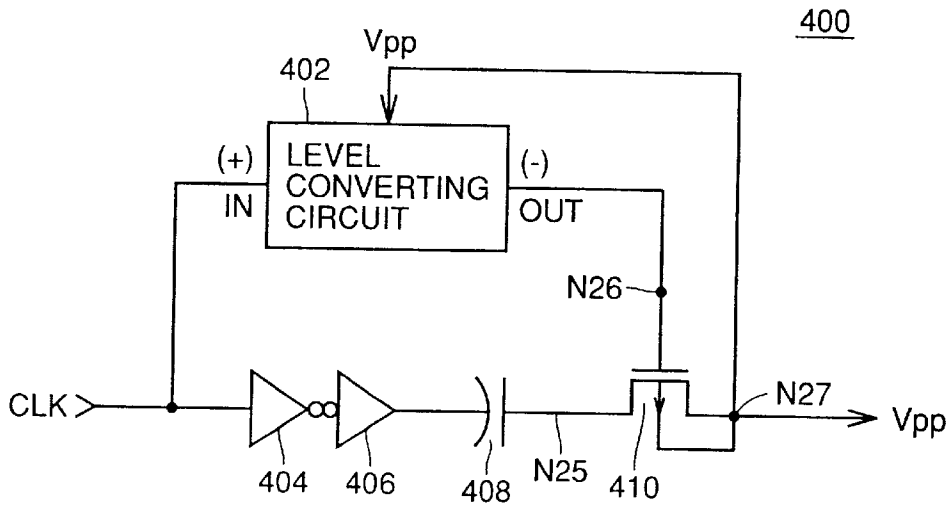 400
Vpp
402
(+)
LEVEL
(-)
IN
CONVERTING
OUT
CIRCUIT
N26
CLK
N27
Vpp
404
406
408
N25
410